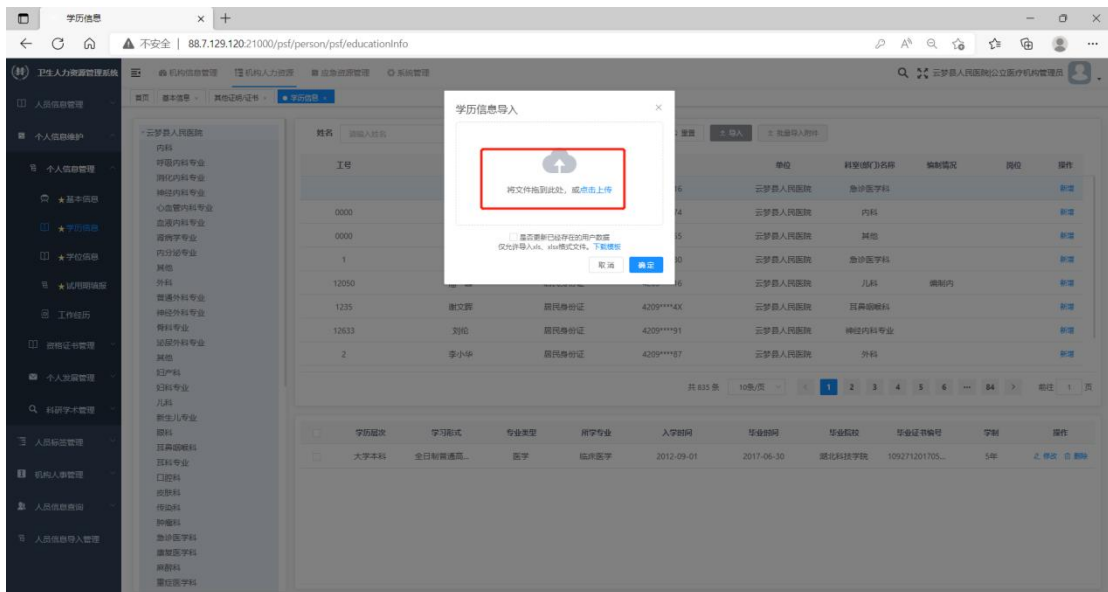 学历信息
不安全 | 88.7.129.120:21000/psf/person/psf/educationInfo
卫生人力资源管理系统
机构信息管理 机构人力资源 应急资源管理 系统管理
云梦县人民医院|公立医疗机构管理员
首页 基本信息 其他证明/证书 学历信息
人员信息管理
个人信息维护
个人信息管理
★基本信息
★学历信息
★学位信息
★试用期填报
工作经历
资格证书管理
个人发展管理
科研学术管理
人员标签管理
机构人事管理
人员信息查询
人员信息导入管理
云梦县人民医院
内科
呼吸内科专业
消化内科专业
神经内科专业
心血管内科专业
血液内科专业
肾病学专业
内分泌专业
其他
外科
普通外科专业
神经外科专业
骨科专业
泌尿外科专业
其他
妇产科
妇科专业
儿科
新生儿专业
眼科
耳鼻咽喉科
耳科专业
口腔科
皮肤科
传染科
肿瘤科
急诊医学科
康复医学科
麻醉科
重症医学科
姓名 请输入姓名 重置 导入 批量导入附件
工号 单位 科室(部门)名称 编制情况 岗位 操作
云梦县人民医院 急诊医学科 新增
0000 74 云梦县人民医院 内科 新增
0000 云梦县人民医院 其他 新增
1 云梦县人民医院 急诊医学科 新增
12050 云梦县人民医院 儿科 编制内 新增
1235 谢文辉 居民身份证 4209****4X 云梦县人民医院 耳鼻咽喉科 新增
12633 刘伦 居民身份证 4209****91 云梦县人民医院 神经内科专业 新增
2 李小华 居民身份证 4209****87 云梦县人民医院 外科 新增
共 835 条 10条/页 1 2 3 4 5 6 ... 84 前往 1 页
学历层次 学习形式 专业类型 所学专业 入学时间 毕业时间 毕业院校 毕业证书编号 学制 操作
大学本科 全日制普通高... 医学 临床医学 2012-09-01 2017-06-30 湖北科技学院 109271201705... 5年 修改 删除
学历信息导入
将文件拖到此处，或点击上传
是否更新已经存在的用户数据
仅允许导入xls、xlsx格式文件。下载模板
取消 确定